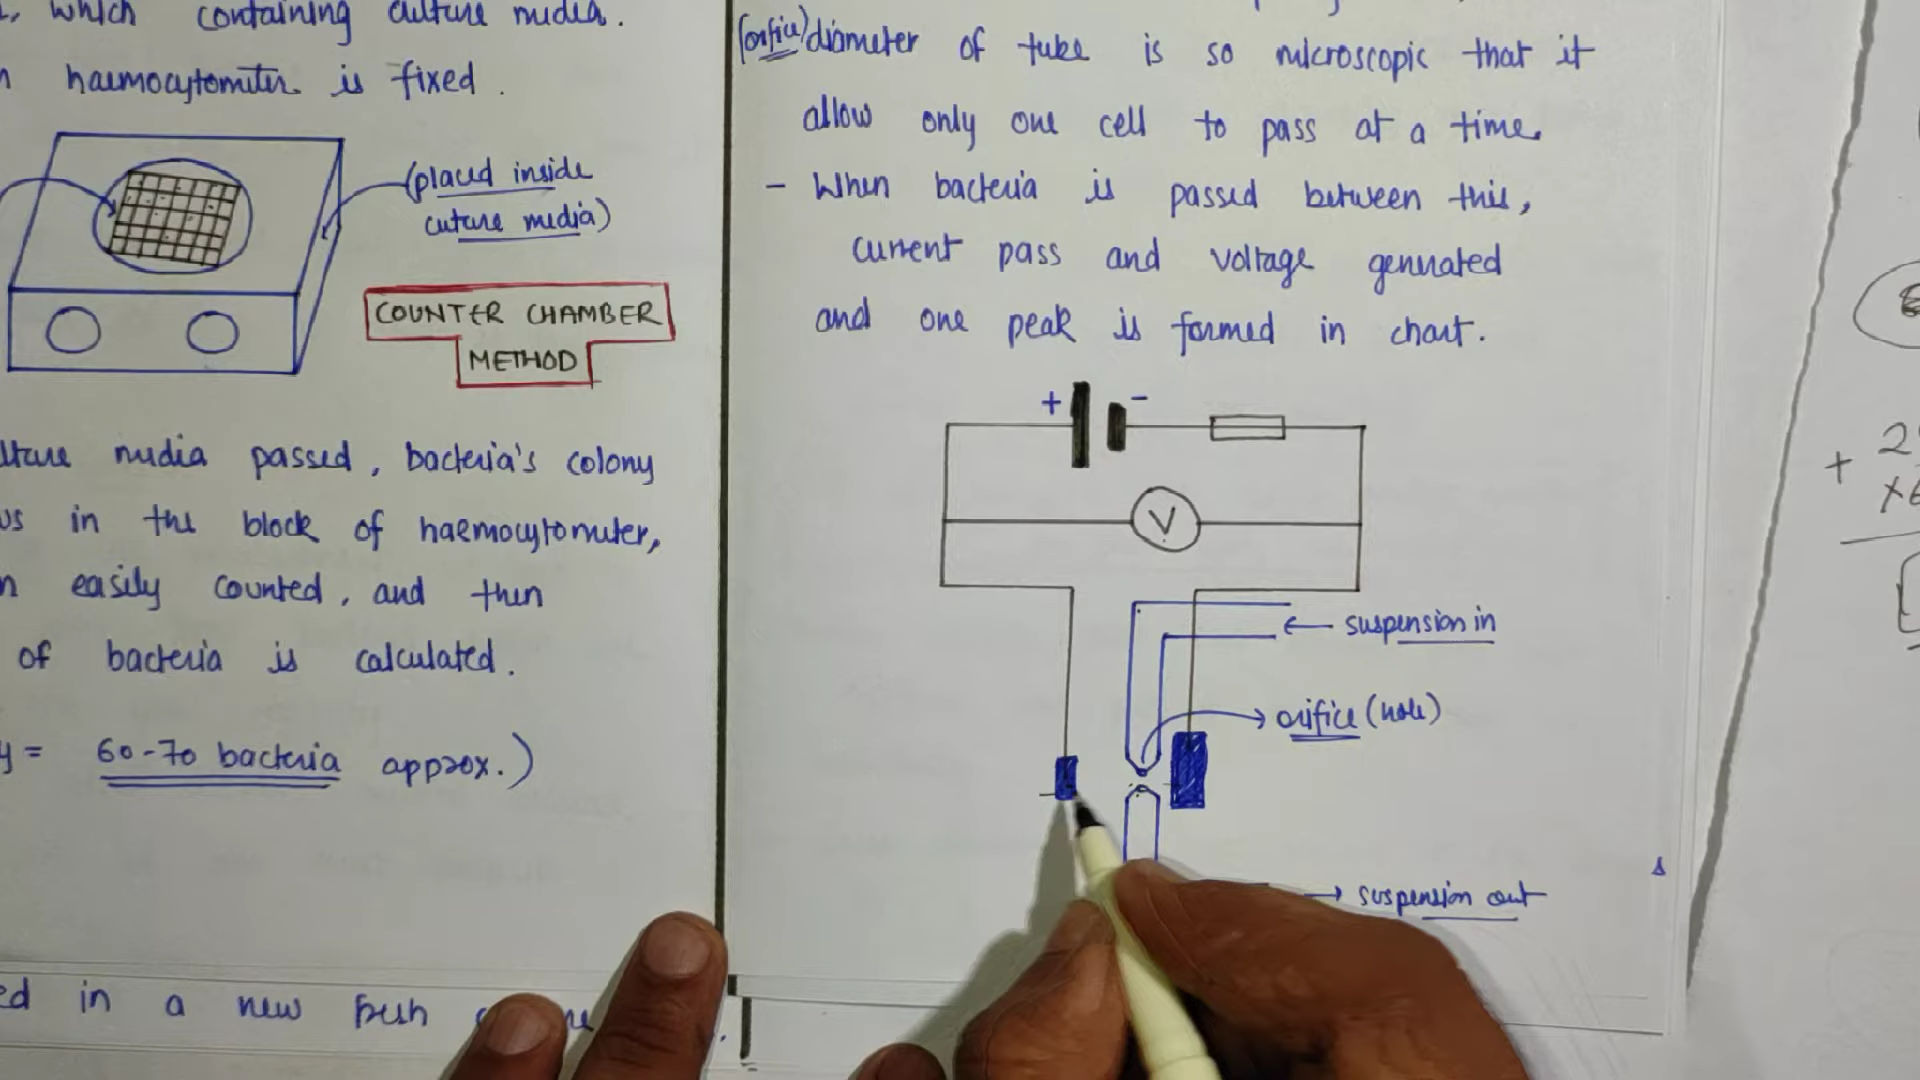 which containing culture media.
haemocytometer is fixed.
(placed inside
cuture media)
COUNTER CHAMBER
METHOD
media passed, bacteria's colony
in the block of haemocytometer,
easily counted, and then
of bacteria is calculated.
= 60-70 bacteria approx.)
in a new fresh
(orifice) diameter of tube is so microscopic that it
allow only one cell to pass at a time.
- When bacteria is passed between this,
current pass and voltage generated
and one peak is formed in chart.
+ -
V
← suspension in
→ orifice (hole)
→ suspension out